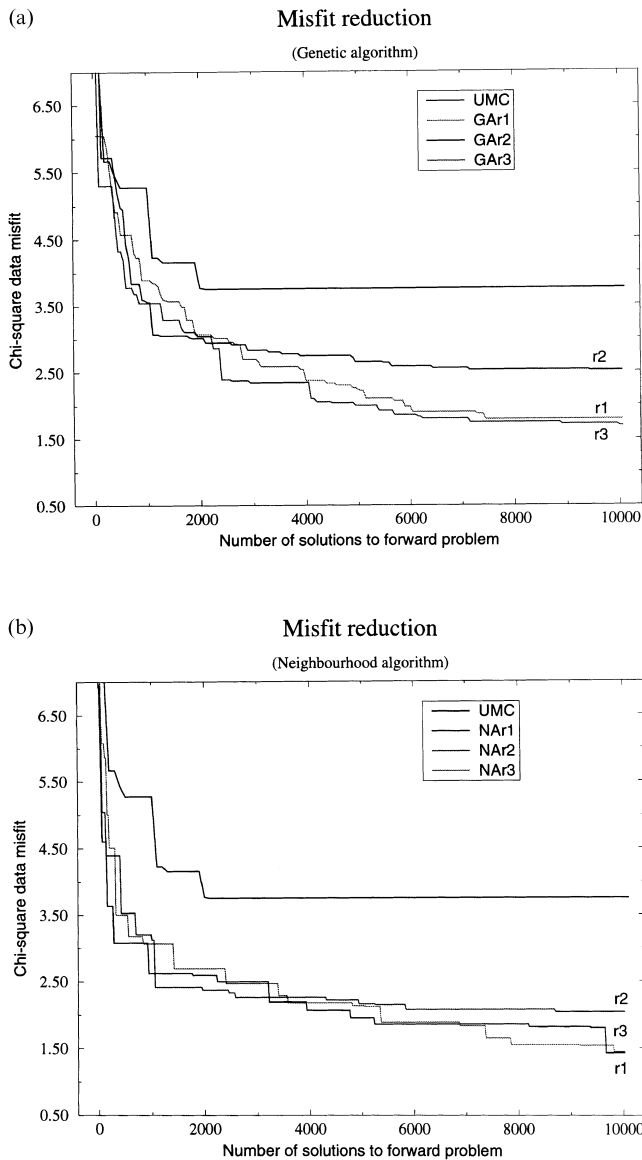 (a)
Misfit reduction
(Genetic algorithm)
UMC
GAr1
GAr2
GAr3
6.50
5.50
4.50
3.50
2.50
1.50
0.50
Chi-square data misfit
r2
r1
r3
0 2000 4000 6000 8000 10000
Number of solutions to forward problem
(b)
Misfit reduction
(Neighbourhood algorithm)
UMC
NAr1
NAr2
NAr3
6.50
5.50
4.50
3.50
2.50
1.50
0.50
Chi-square data misfit
r2
r3
r1
0 2000 4000 6000 8000 10000
Number of solutions to forward problem